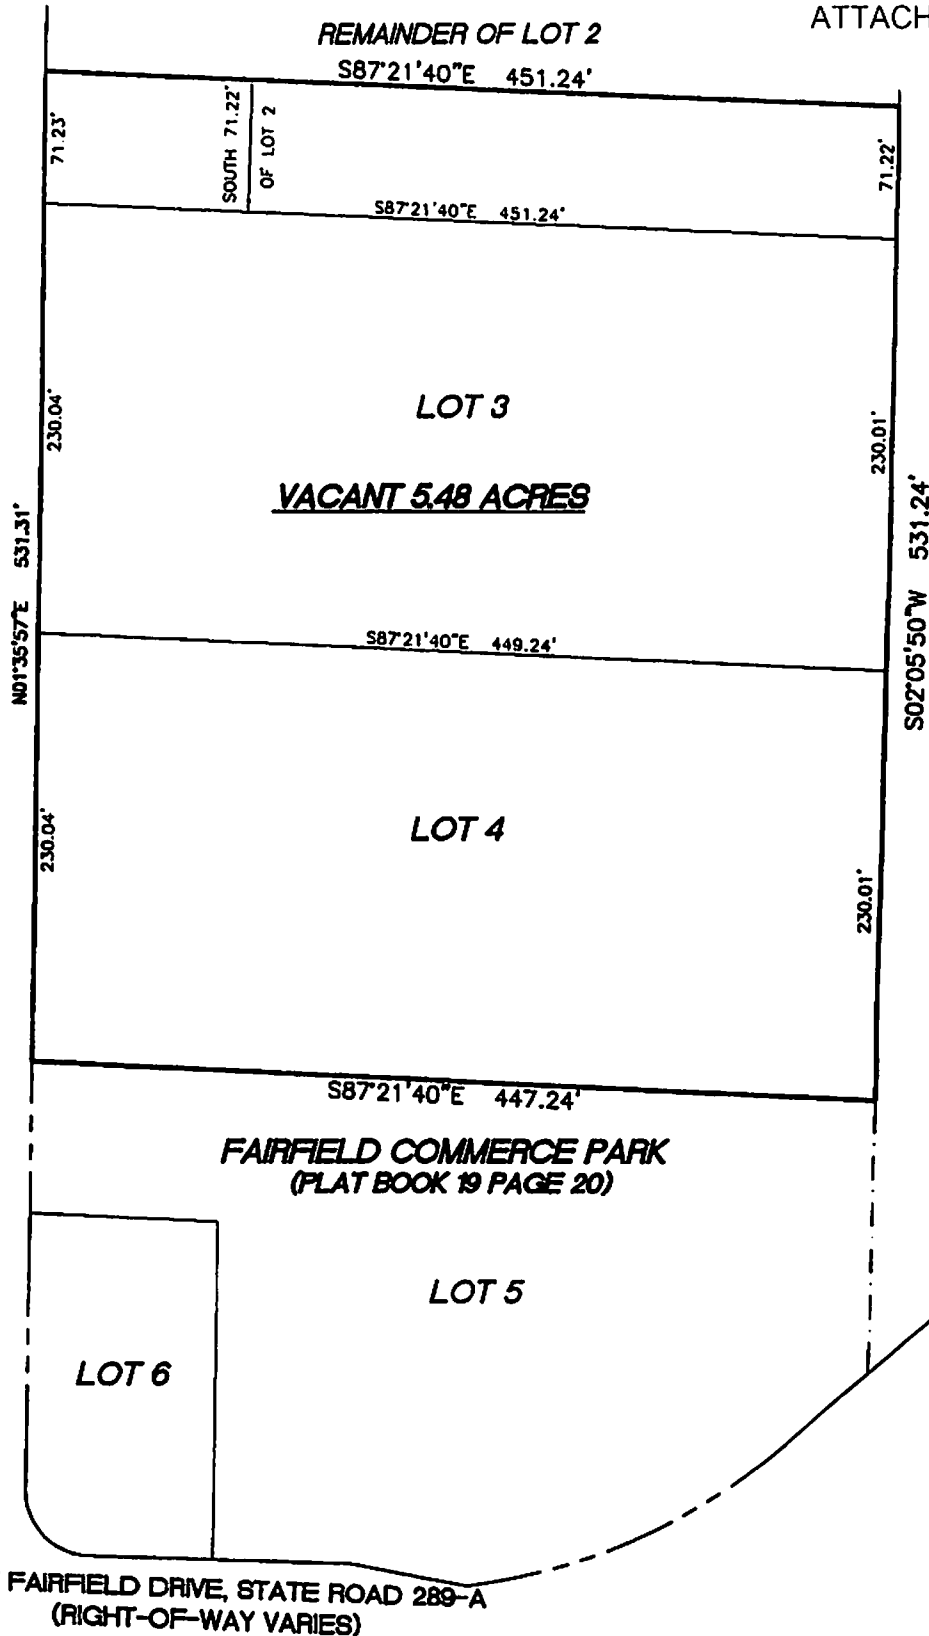 ATTACH
REMAINDER OF LOT 2
S87°21'40"E 451.24'
71.23'
SOUTH 71.22'
OF LOT 2
71.22'
S87°21'40"E 451.24'
LOT 3
230.04'
230.01'
VACANT 5.48 ACRES
N01°35'57"E 531.31'
S02°05'50"W 531.24'
S87°21'40"E 449.24'
LOT 4
230.04'
230.01'
S87°21'40"E 447.24'
FAIRFIELD COMMERCE PARK
(PLAT BOOK 19 PAGE 20)
LOT 5
LOT 6
FAIRFIELD DRIVE, STATE ROAD 289-A
(RIGHT-OF-WAY VARIES)